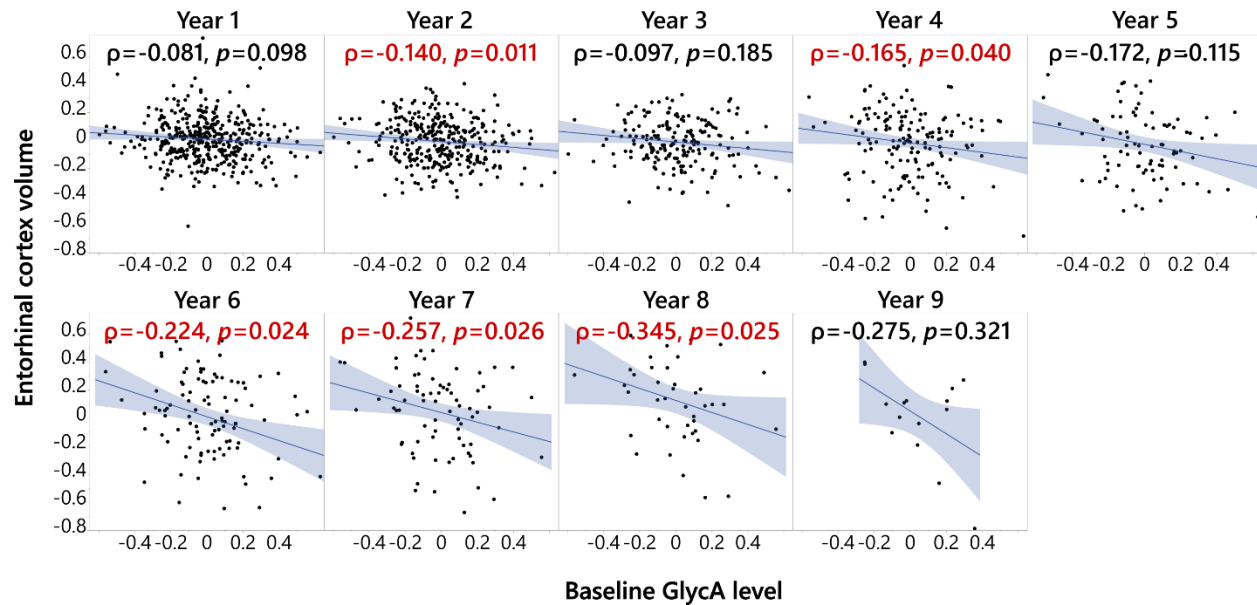 Year 1 Year 2 Year 3 Year 4 Year 5
ρ=-0.081, p=0.098 ρ=-0.140, p=0.011 ρ=-0.097, p=0.185 ρ=-0.165, p=0.040 ρ=-0.172, p=0.115
0.6
0.4
0.2
0
-0.2
-0.4
-0.6
-0.8
-0.4 -0.2 0 0.2 0.4 -0.4 -0.2 0 0.2 0.4 -0.4 -0.2 0 0.2 0.4 -0.4 -0.2 0 0.2 0.4 -0.4 -0.2 0 0.2 0.4
Entorhinal cortex volume
Year 6 Year 7 Year 8 Year 9
ρ=-0.224, p=0.024 ρ=-0.257, p=0.026 ρ=-0.345, p=0.025 ρ=-0.275, p=0.321
0.6
0.4
0.2
0
-0.2
-0.4
-0.6
-0.8
-0.4 -0.2 0 0.2 0.4 -0.4 -0.2 0 0.2 0.4 -0.4 -0.2 0 0.2 0.4 -0.4 -0.2 0 0.2 0.4
Baseline GlycA level